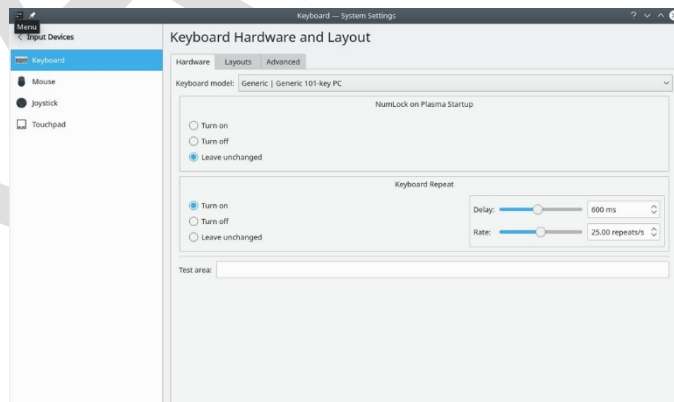 Keyboard — System Settings
Menu
Input Devices
Keyboard Hardware and Layout
Keyboard
Mouse
Joystick
Touchpad
Hardware Layouts Advanced
Keyboard model: Generic | Generic 101-key PC
NumLock on Plasma Startup
Turn on
Turn off
Leave unchanged
Keyboard Repeat
Turn on
Turn off
Leave unchanged
Delay: 600 ms
Rate: 25.00 repeats/s
Test area: